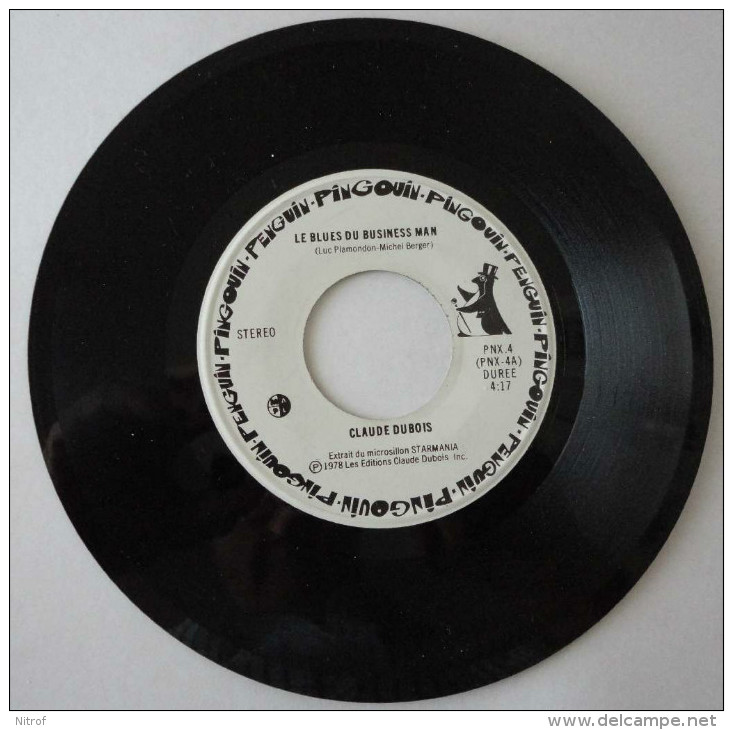 PINGOUIN · PINGOUIN · PENGUIN · PINGOUIN · PENGUIN · PINGOUIN · PINGOUIN · PENGUIN · PINGOUIN · PENGUIN ·
LE BLUES DU BUSINESS MAN
(Luc Plamondon-Michel Berger)
STEREO
PNX.4
(PNX-4A)
DUREE
4:17
CLAUDE DUBOIS
Extrait du microsillon STARMANIA
Ⓟ1978 Les Editions Claude Dubois Inc.
Nitrof
www.delcampe.net